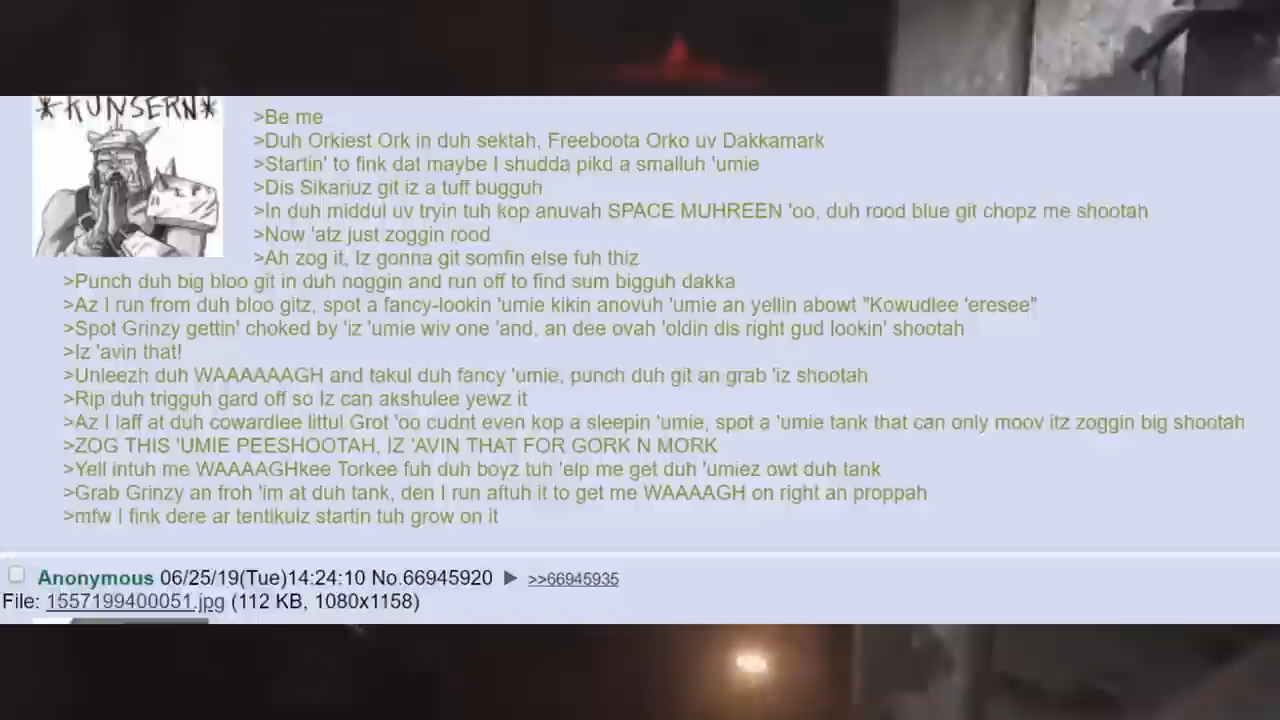 *KUNSERN*
>Be me
>Duh Orkiest Ork in duh sektah, Freeboota Orko uv Dakkamark
>Startin' to fink dat maybe I shudda pikd a smalluh 'umie
>Dis Sikariuz git iz a tuff bugguh
>In duh middul uv tryin tuh kop anuvah SPACE MUHREEN 'oo, duh rood blue git chopz me shootah
>Now 'atz just zoggin rood
>Ah zog it, Iz gonna git somfin else fuh thiz
>Punch duh big bloo git in duh noggin and run off to find sum bigguh dakka
>Az I run from duh bloo gitz, spot a fancy-lookin 'umie kikin anovuh 'umie an yellin abowt "Kowudlee 'eresee"
>Spot Grinzy gettin' choked by 'iz 'umie wiv one 'and, an dee ovah 'oldin dis right gud lookin' shootah
>Iz 'avin that!
>Unleezh duh WAAAAAAGH and takul duh fancy 'umie, punch duh git an grab 'iz shootah
>Rip duh trigguh gard off so Iz can akshulee yewz it
>Az I laff at duh cowardlee littul Grot 'oo cudnt even kop a sleepin 'umie, spot a 'umie tank that can only moov itz zoggin big shootah
>ZOG THIS 'UMIE PEESHOOTAH, IZ 'AVIN THAT FOR GORK N MORK
>Yell intuh me WAAAAGHkee Torkee fuh duh boyz tuh 'elp me get duh 'umiez owt duh tank
>Grab Grinzy an froh 'im at duh tank, den I run aftuh it to get me WAAAAGH on right an proppah
>mfw I fink dere ar tentikulz startin tuh grow on it
Anonymous 06/25/19(Tue)14:24:10 No.66945920 ▶ >>66945935
File: 1557199400051.jpg (112 KB, 1080x1158)